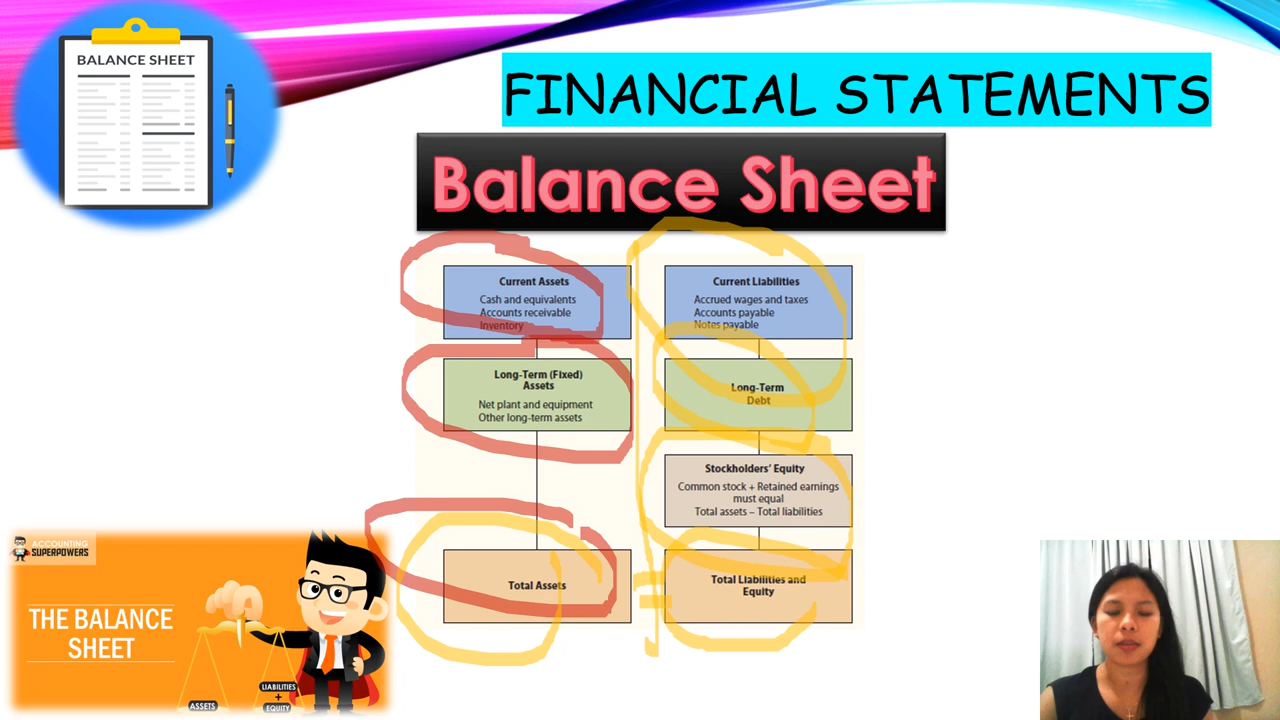 BALANCE SHEET
FINANCIAL STATEMENTS
Balance Sheet
Current Assets
Cash and equivalents
Accounts receivable
Inventory
Long-Term (Fixed)
Assets
Net plant and equipment
Other long-term assets
Total Assets
Current Liabilities
Accrued wages and taxes
Accounts payable
Notes payable
Long-Term
Debt
Stockholders' Equity
Common stock + Retained earnings
must equal
Total assets – Total liabilities
Total Liabilities and
Equity
ACCOUNTING
SUPERPOWERS
THE BALANCE
SHEET
ASSETS
LIABILITIES
+
EQUITY